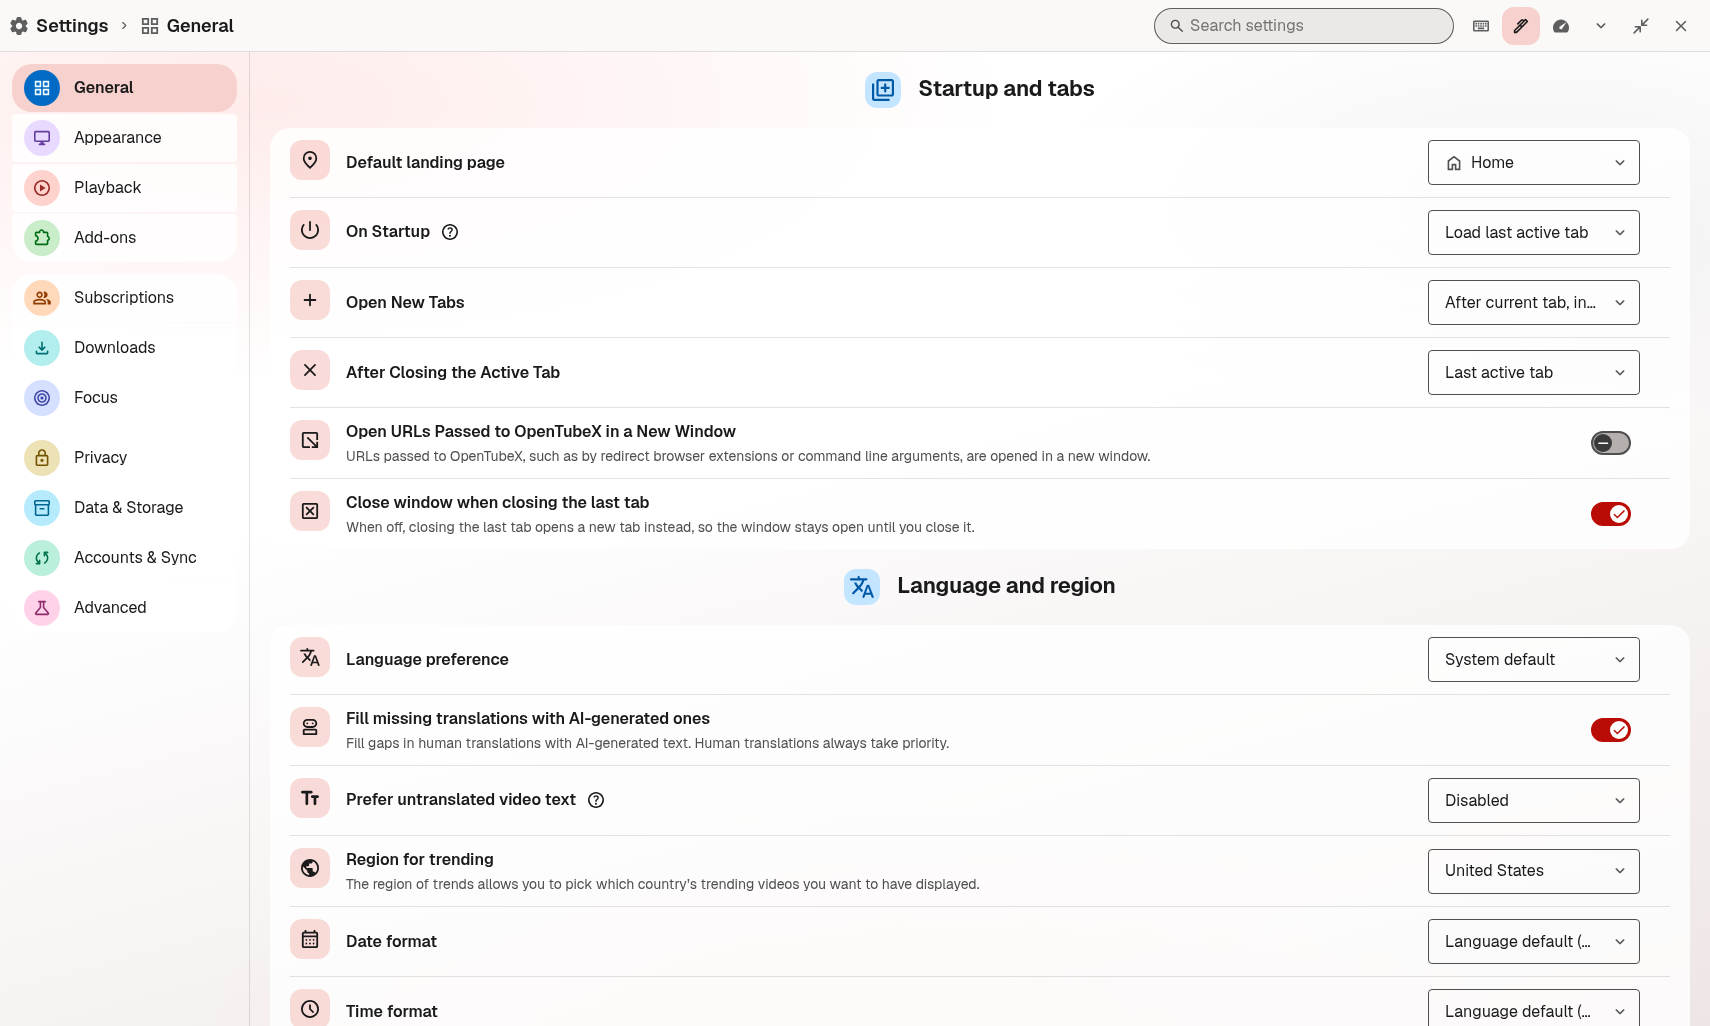 Settings
General
Search settings
General
Appearance
Playback
Add-ons
Subscriptions
Downloads
Focus
Privacy
Data & Storage
Accounts & Sync
Advanced
Startup and tabs
Default landing page
Home
On Startup
Load last active tab
Open New Tabs
After current tab, in...
After Closing the Active Tab
Last active tab
Open URLs Passed to OpenTubeX in a New Window
URLs passed to OpenTubeX, such as by redirect browser extensions or command line arguments, are opened in a new window.
Close window when closing the last tab
When off, closing the last tab opens a new tab instead, so the window stays open until you close it.
Language and region
Language preference
System default
Fill missing translations with AI-generated ones
Fill gaps in human translations with AI-generated text. Human translations always take priority.
Prefer untranslated video text
Disabled
Region for trending
The region of trends allows you to pick which country's trending videos you want to have displayed.
United States
Date format
Language default (...
Time format
Language default (...